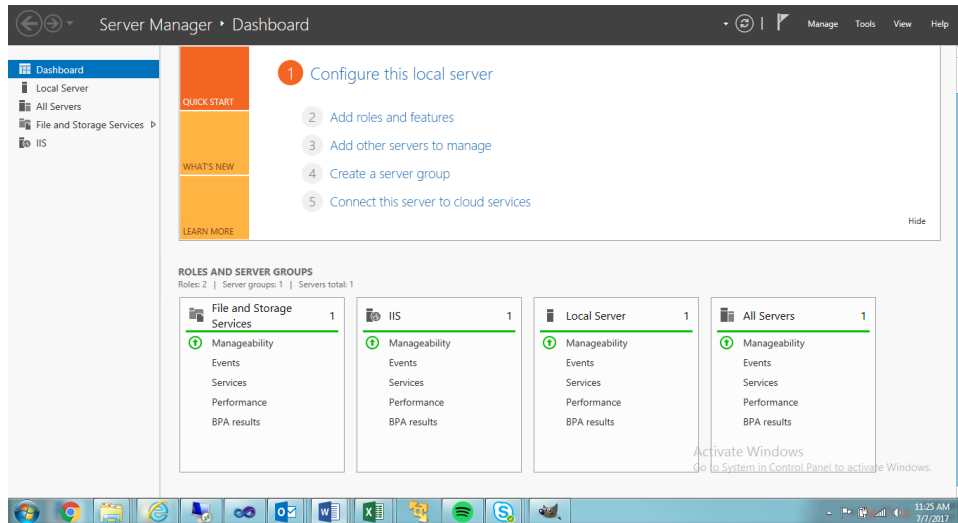 Server Manager ‣ Dashboard
Manage Tools View Help
Dashboard
Local Server
All Servers
File and Storage Services
IIS
QUICK START
WHAT'S NEW
LEARN MORE
1 Configure this local server
2 Add roles and features
3 Add other servers to manage
4 Create a server group
5 Connect this server to cloud services
Hide
ROLES AND SERVER GROUPS
Roles: 2 | Server groups: 1 | Servers total: 1
File and Storage
Services 1
Manageability
Events
Services
Performance
BPA results
IIS 1
Manageability
Events
Services
Performance
BPA results
Local Server 1
Manageability
Events
Services
Performance
BPA results
All Servers 1
Manageability
Events
Services
Performance
BPA results
Activate Windows
Go to System in Control Panel to activate Windows.
11:25 AM
7/7/2017